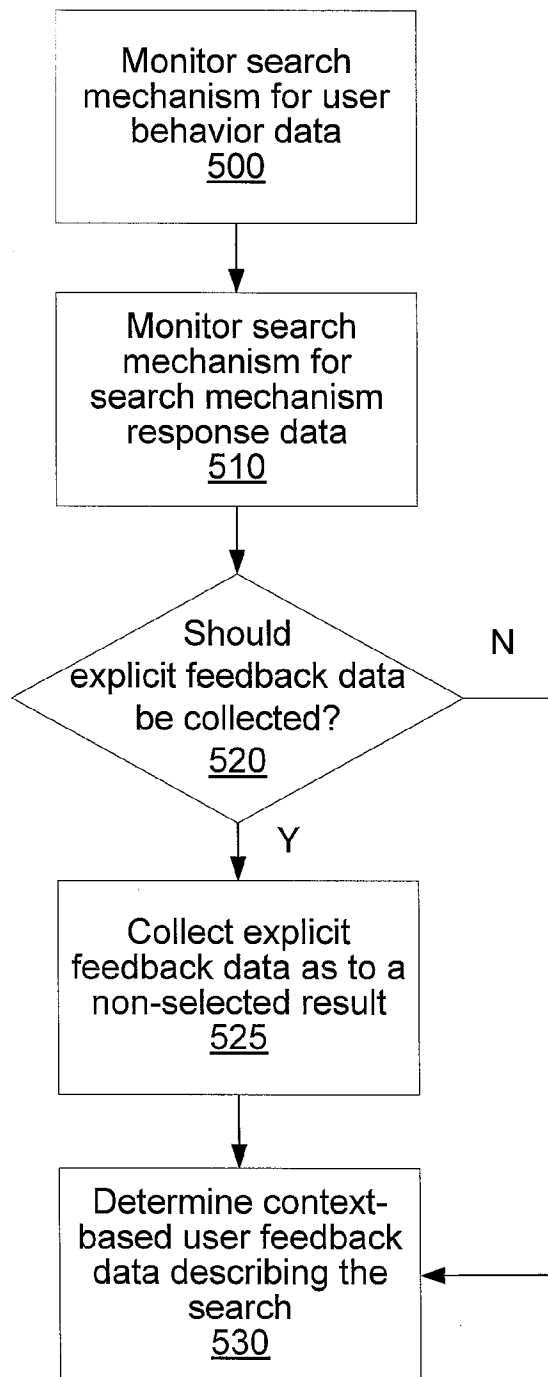 Monitor search
mechanism for user
behavior data
500
Monitor search
mechanism for
search mechanism
response data
510
Should
explicit feedback data
be collected?
520
N
Y
Collect explicit
feedback data as to a
non-selected result
525
Determine context-
based user feedback
data describing the
search
530